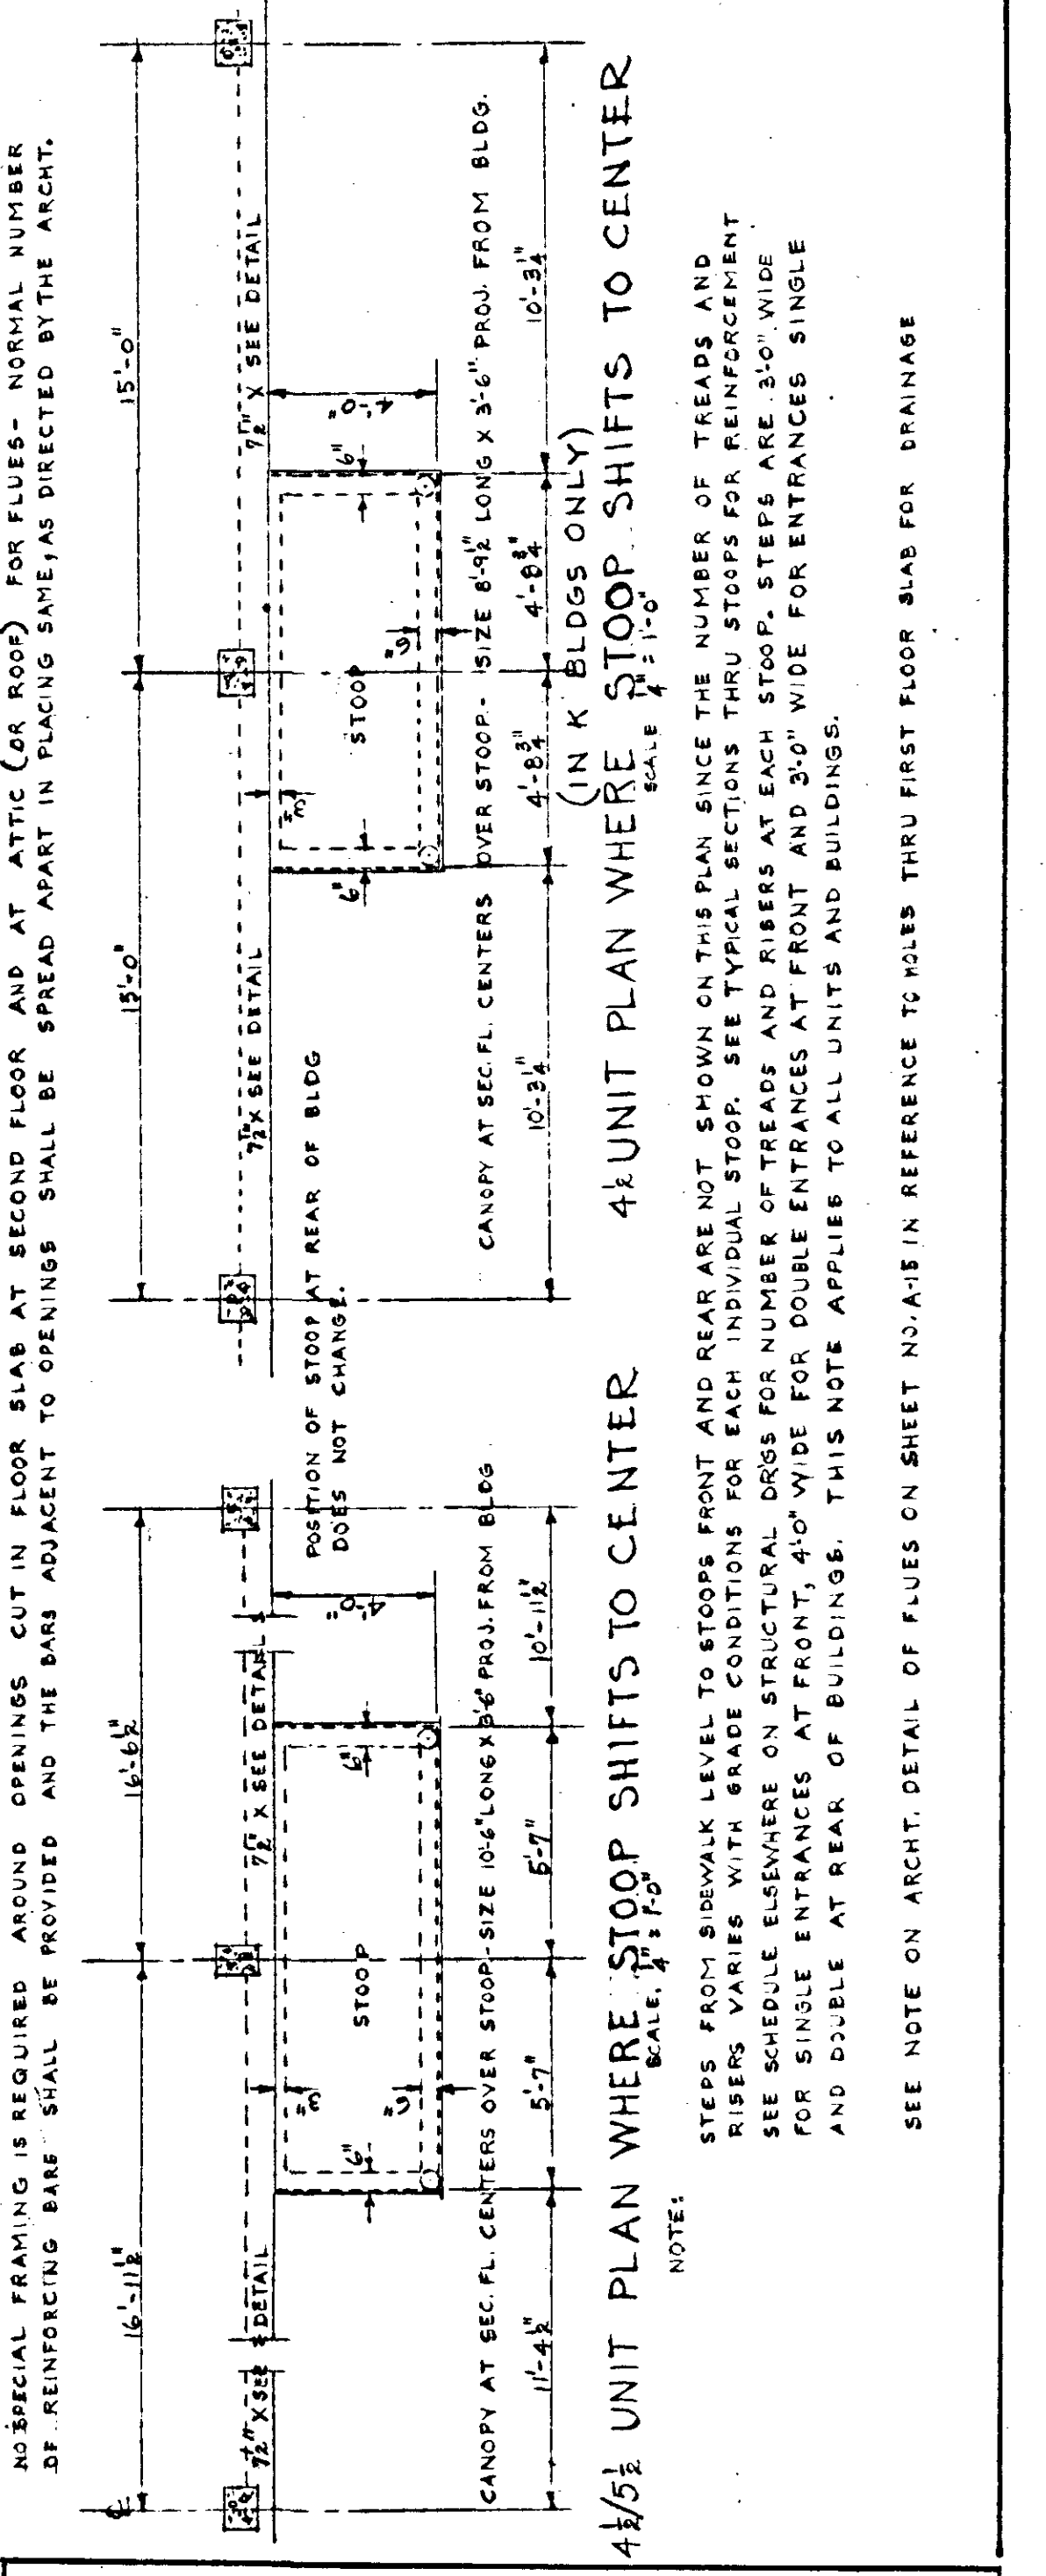 NO SPECIAL FRAMING IS REQUIRED AROUND OPENINGS CUT IN FLOOR SLAB AT SECOND FLOOR AND AT ATTIC (OR ROOF) FOR FLUES - NORMAL NUMBER
OF REINFORCING BARS SHALL BE PROVIDED AND THE BARS ADJACENT TO OPENINGS SHALL BE SPREAD APART IN PLACING SAME, AS DIRECTED BY THE ARCHT.
16'-11½" 16'-6½"
7½" X SEE DETAIL
7½" X SEE DETAILS
STOOP
3"
6"
6"
6"
4'-0"
CANOPY AT SEC. FL. CENTERS OVER STOOP - SIZE 10'-6" LONG X 3'-6" PROJ. FROM BLDG
11'-4½" 5'-7" 5'-7" 10'-11½"
4½/5½ UNIT PLAN WHERE STOOP SHIFTS TO CENTER
SCALE, ¼" = 1'-0"
15'-0" 15'-0"
7½" X SEE DETAIL
7½" X SEE DETAIL
POSITION OF STOOP AT REAR OF BLDG
DOES NOT CHANGE.
STOOP
3"
6"
6"
6"
4'-0"
CANOPY AT SEC. FL. CENTERS OVER STOOP - SIZE 8'-9½" LONG X 3'-6" PROJ. FROM BLDG.
10'-3¼" 4'-8¾" 4'-8¾" 10'-3¼"
(IN K BLDGS ONLY)
4½ UNIT PLAN WHERE STOOP SHIFTS TO CENTER
SCALE ¼" = 1'-0"
NOTE:
STEPS FROM SIDEWALK LEVEL TO STOOPS FRONT AND REAR ARE NOT SHOWN ON THIS PLAN SINCE THE NUMBER OF TREADS AND
RISERS VARIES WITH GRADE CONDITIONS FOR EACH INDIVIDUAL STOOP. SEE TYPICAL SECTIONS THRU STOOPS FOR REINFORCEMENT
SEE SCHEDULE ELSEWHERE ON STRUCTURAL DR'GS FOR NUMBER OF TREADS AND RISERS AT EACH STOOP. STEPS ARE 3'-0" WIDE
FOR SINGLE ENTRANCES AT FRONT, 4'-0" WIDE FOR DOUBLE ENTRANCES AT FRONT AND 3'-0" WIDE FOR ENTRANCES SINGLE
AND DOUBLE AT REAR OF BUILDINGS. THIS NOTE APPLIES TO ALL UNITS AND BUILDINGS.
SEE NOTE ON ARCHT. DETAIL OF FLUES ON SHEET NO. A-15 IN REFERENCE TO HOLES THRU FIRST FLOOR SLAB FOR DRAINAGE